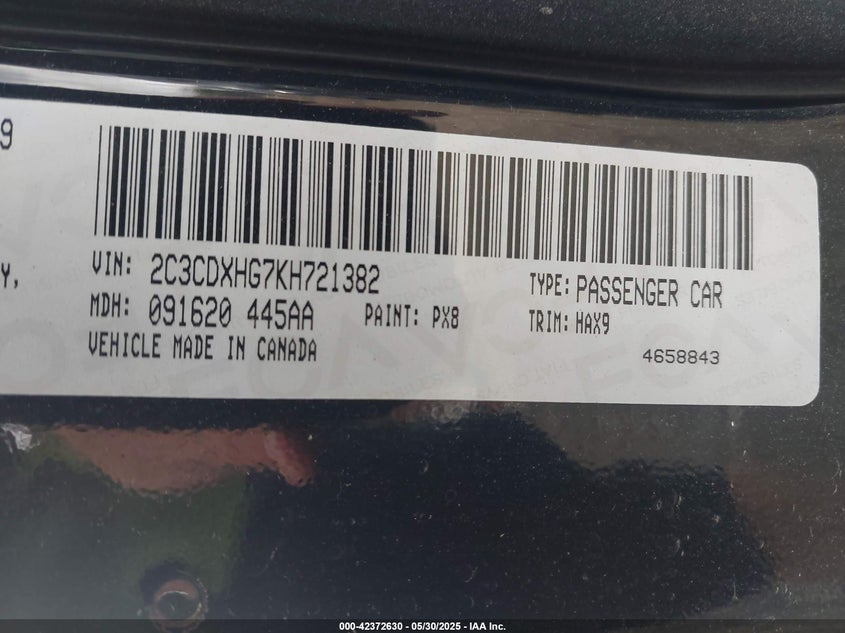 9
Y,
VIN: 2C3CDXHG7KH721382
TYPE: PASSENGER CAR
MDH: 091620 445AA
PAINT: PX8
TRIM: HAX9
VEHICLE MADE IN CANADA
4658843
000-42372630 - 05/30/2025 - IAA Inc.